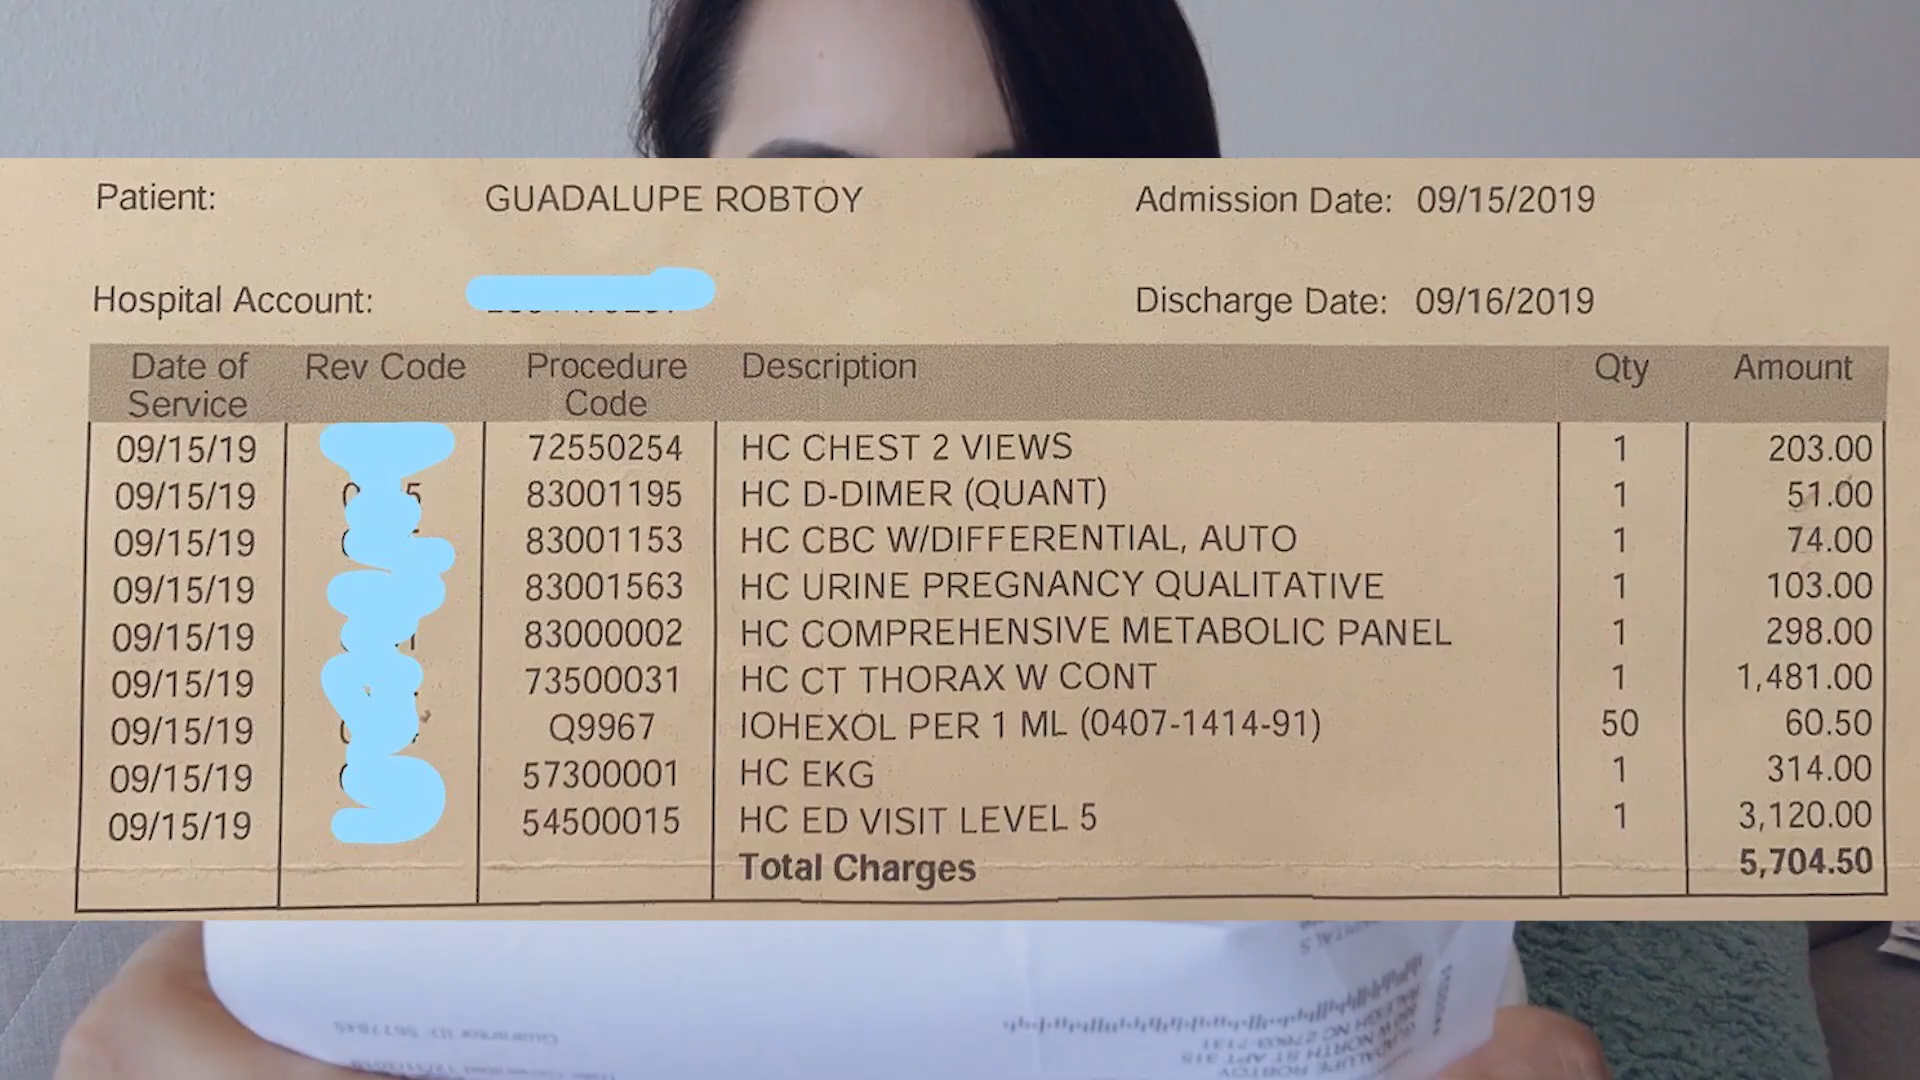 Patient: GUADALUPE ROBTOY Admission Date: 09/15/2019
Hospital Account: Discharge Date: 09/16/2019
Date of Service Rev Code Procedure Code Description Qty Amount
09/15/19 72550254 HC CHEST 2 VIEWS 1 203.00
09/15/19 83001195 HC D-DIMER (QUANT) 1 51.00
09/15/19 83001153 HC CBC W/DIFFERENTIAL, AUTO 1 74.00
09/15/19 83001563 HC URINE PREGNANCY QUALITATIVE 1 103.00
09/15/19 83000002 HC COMPREHENSIVE METABOLIC PANEL 1 298.00
09/15/19 73500031 HC CT THORAX W CONT 1 1,481.00
09/15/19 Q9967 IOHEXOL PER 1 ML (0407-1414-91) 50 60.50
09/15/19 57300001 HC EKG 1 314.00
09/15/19 54500015 HC ED VISIT LEVEL 5 1 3,120.00
Total Charges 5,704.50